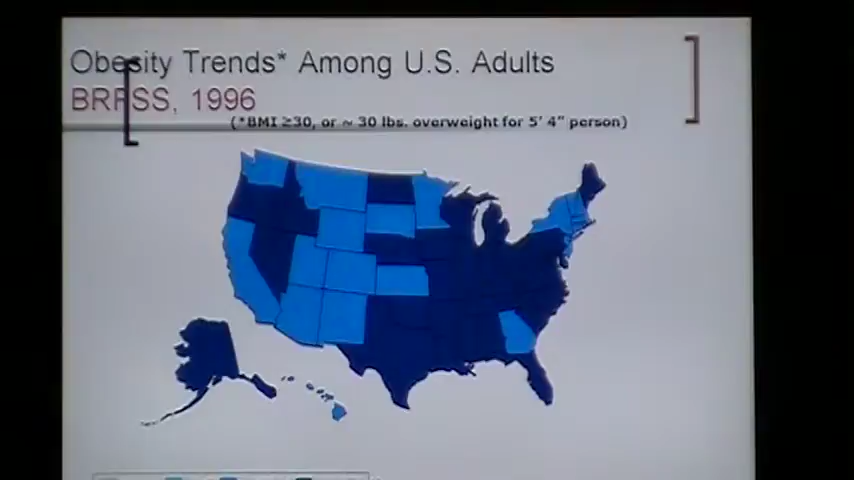 Obesity Trends* Among U.S. Adults
BRFSS, 1996
(*BMI ≥30, or ~ 30 lbs. overweight for 5' 4" person)